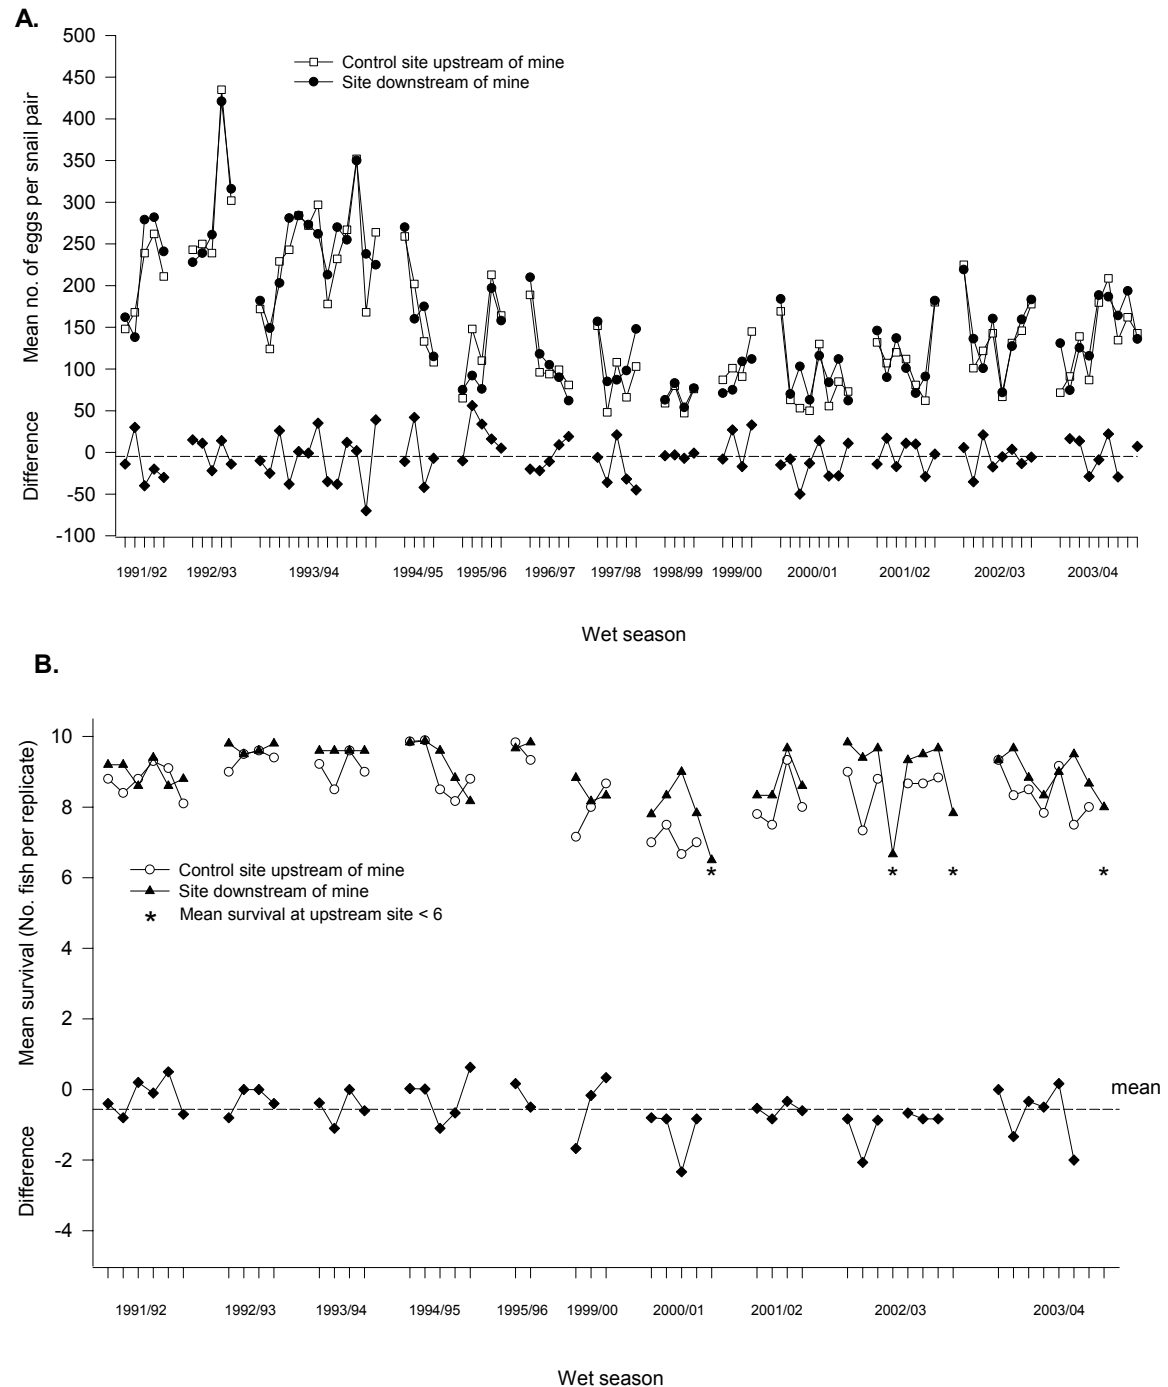 A.
500
450
400
350
300
250
200
150
100
50
0
-50
-100
Mean no. of eggs per snail pair
Difference
Control site upstream of mine
Site downstream of mine
1991/92 1992/93 1993/94 1994/95 1995/96 1996/97 1997/98 1998/99 1999/00 2000/01 2001/02 2002/03 2003/04
Wet season
B.
10
8
6
4
2
0
-2
-4
Mean survival (No. fish per replicate)
Difference
Control site upstream of mine
Site downstream of mine
* Mean survival at upstream site < 6
* * * *
mean
1991/92 1992/93 1993/94 1994/95 1995/96 1999/00 2000/01 2001/02 2002/03 2003/04
Wet season